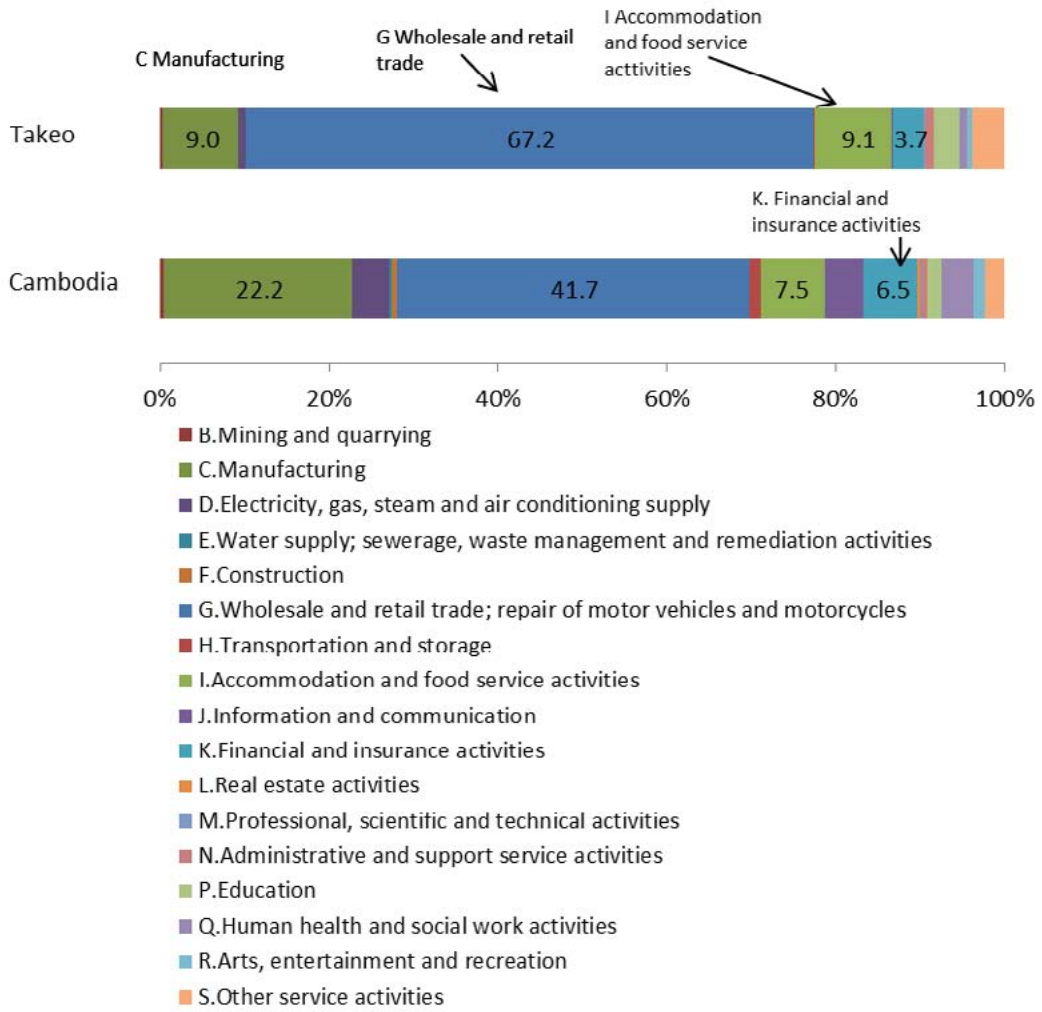 I Accommodation
and food service
acttivities
G Wholesale and retail
trade
C Manufacturing
Takeo
9.0
67.2
9.1
3.7
K. Financial and
insurance activities
Cambodia
22.2
41.7
7.5
6.5
0%
20%
40%
60%
80%
100%
B.Mining and quarrying
C.Manufacturing
D.Electricity, gas, steam and air conditioning supply
E.Water supply; sewerage, waste management and remediation activities
F.Construction
G.Wholesale and retail trade; repair of motor vehicles and motorcycles
H.Transportation and storage
I.Accommodation and food service activities
J.Information and communication
K.Financial and insurance activities
L.Real estate activities
M.Professional, scientific and technical activities
N.Administrative and support service activities
P.Education
Q.Human health and social work activities
R.Arts, entertainment and recreation
S.Other service activities